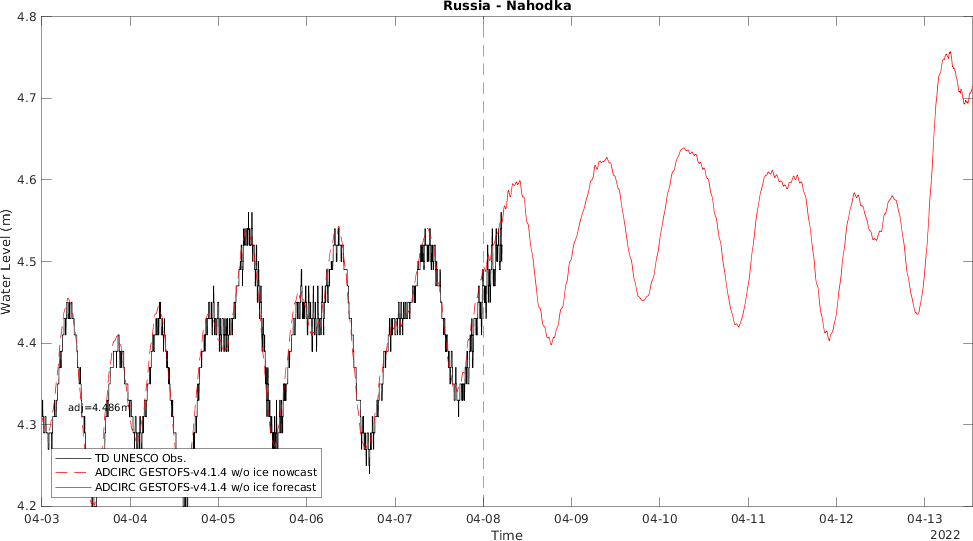 Russia - Nahodka
Water Level (m)
4.8
4.7
4.6
4.5
4.4
4.3
4.2
adj=4.486m
TD UNESCO Obs.
ADCIRC GESTOFS-v4.1.4 w/o ice nowcast
ADCIRC GESTOFS-v4.1.4 w/o ice forecast
04-03 04-04 04-05 04-06 04-07 04-08 04-09 04-10 04-11 04-12 04-13
Time
2022